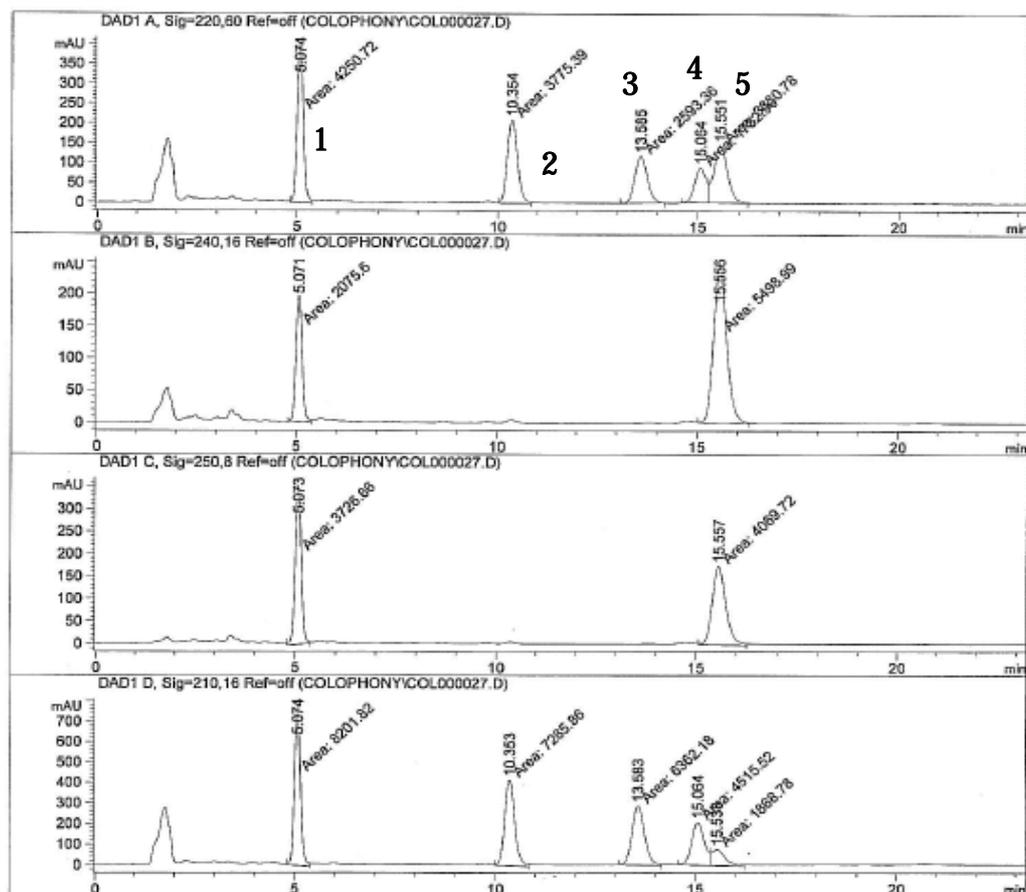 DAD1 A, Sig=220,60 Ref=off (COLOPHONY\COL000027.D)
mAU
350
300
250
200
150
100
50
0
5.074
Area: 4250.72
1
10.354
Area: 3775.39
2
3
13.585
Area: 2593.36
4
15.064
5
15.551
0 5 10 15 20 min
DAD1 B, Sig=240,16 Ref=off (COLOPHONY\COL000027.D)
mAU
200
150
100
50
0
5.071
Area: 2075.6
15.556
Area: 5498.99
0 5 10 15 20 min
DAD1 C, Sig=250,8 Ref=off (COLOPHONY\COL000027.D)
mAU
300
250
200
150
100
50
0
5.073
Area: 3726.66
15.557
Area: 4069.72
0 5 10 15 20 min
DAD1 D, Sig=210,16 Ref=off (COLOPHONY\COL000027.D)
mAU
700
600
500
400
300
200
100
0
5.074
Area: 8201.82
10.353
Area: 7285.86
13.583
Area: 6362.18
15.064
Area: 4515.52
Area: 1868.78
0 5 10 15 20 min